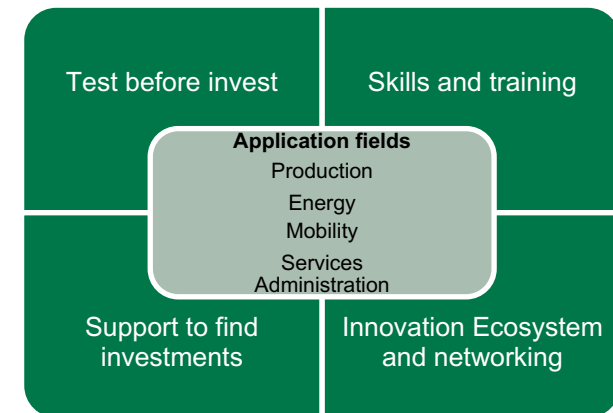 Test before invest
Skills and training
Application fields
Production
Energy
Mobility
Services
Administration
Support to find
investments
Innovation Ecosystem
and networking